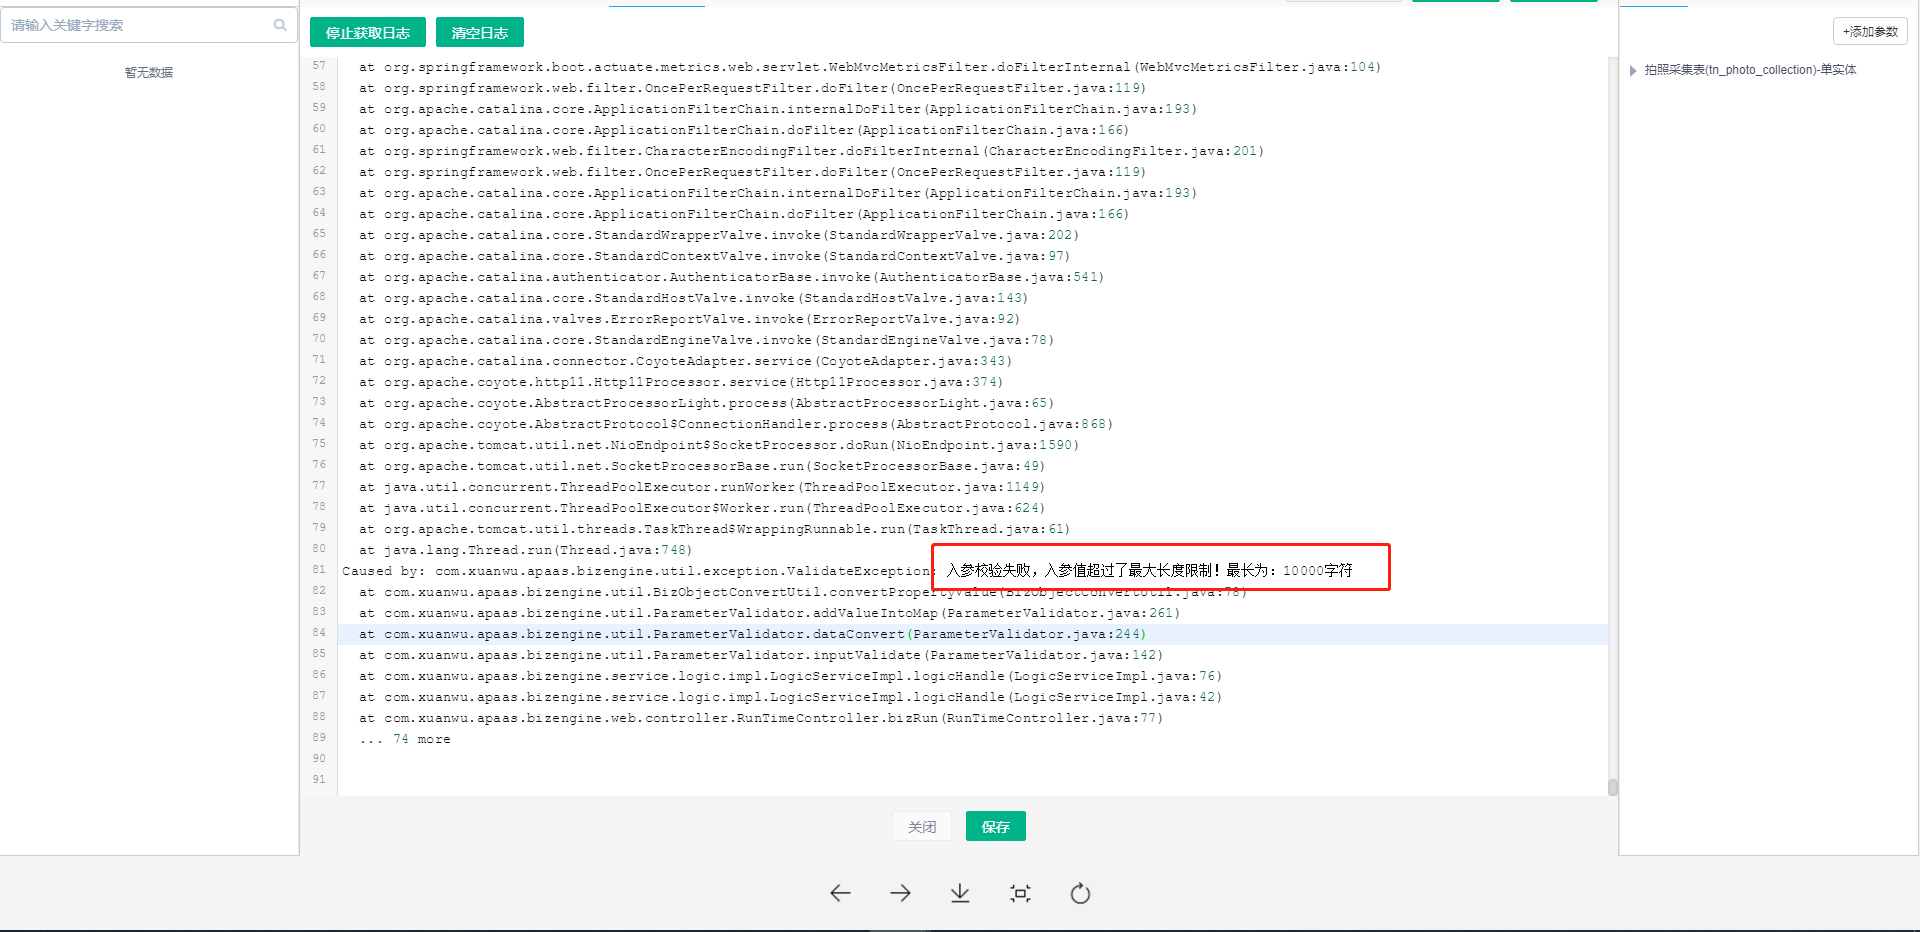 请输入关键字搜索
暂无数据
停止获取日志 清空日志
57 at org.springframework.boot.actuate.metrics.web.servlet.WebMvcMetricsFilter.doFilterInternal(WebMvcMetricsFilter.java:104)
58 at org.springframework.web.filter.OncePerRequestFilter.doFilter(OncePerRequestFilter.java:119)
59 at org.apache.catalina.core.ApplicationFilterChain.internalDoFilter(ApplicationFilterChain.java:193)
60 at org.apache.catalina.core.ApplicationFilterChain.doFilter(ApplicationFilterChain.java:166)
61 at org.springframework.web.filter.CharacterEncodingFilter.doFilterInternal(CharacterEncodingFilter.java:201)
62 at org.springframework.web.filter.OncePerRequestFilter.doFilter(OncePerRequestFilter.java:119)
63 at org.apache.catalina.core.ApplicationFilterChain.internalDoFilter(ApplicationFilterChain.java:193)
64 at org.apache.catalina.core.ApplicationFilterChain.doFilter(ApplicationFilterChain.java:166)
65 at org.apache.catalina.core.StandardWrapperValve.invoke(StandardWrapperValve.java:202)
66 at org.apache.catalina.core.StandardContextValve.invoke(StandardContextValve.java:97)
67 at org.apache.catalina.authenticator.AuthenticatorBase.invoke(AuthenticatorBase.java:541)
68 at org.apache.catalina.core.StandardHostValve.invoke(StandardHostValve.java:143)
69 at org.apache.catalina.valves.ErrorReportValve.invoke(ErrorReportValve.java:92)
70 at org.apache.catalina.core.StandardEngineValve.invoke(StandardEngineValve.java:78)
71 at org.apache.catalina.connector.CoyoteAdapter.service(CoyoteAdapter.java:343)
72 at org.apache.coyote.http11.Http11Processor.service(Http11Processor.java:374)
73 at org.apache.coyote.AbstractProcessorLight.process(AbstractProcessorLight.java:65)
74 at org.apache.coyote.AbstractProtocol$ConnectionHandler.process(AbstractProtocol.java:868)
75 at org.apache.tomcat.util.net.NioEndpoint$SocketProcessor.doRun(NioEndpoint.java:1590)
76 at org.apache.tomcat.util.net.SocketProcessorBase.run(SocketProcessorBase.java:49)
77 at java.util.concurrent.ThreadPoolExecutor.runWorker(ThreadPoolExecutor.java:1149)
78 at java.util.concurrent.ThreadPoolExecutor$Worker.run(ThreadPoolExecutor.java:624)
79 at org.apache.tomcat.util.threads.TaskThread$WrappingRunnable.run(TaskThread.java:61)
80 at java.lang.Thread.run(Thread.java:748)
81 Caused by: com.xuanwu.apaas.bizengine.util.exception.ValidateException: 入参校验失败，入参值超过了最大长度限制！最长为：10000字符
82 at com.xuanwu.apaas.bizengine.util.BizObjectConvertUtil.convertPropertyValue(BizObjectConvertUtil.java:78)
83 at com.xuanwu.apaas.bizengine.util.ParameterValidator.addValueIntoMap(ParameterValidator.java:261)
84 at com.xuanwu.apaas.bizengine.util.ParameterValidator.dataConvert(ParameterValidator.java:244)
85 at com.xuanwu.apaas.bizengine.util.ParameterValidator.inputValidate(ParameterValidator.java:142)
86 at com.xuanwu.apaas.bizengine.service.logic.impl.LogicServiceImpl.logicHandle(LogicServiceImpl.java:76)
87 at com.xuanwu.apaas.bizengine.service.logic.impl.LogicServiceImpl.logicHandle(LogicServiceImpl.java:42)
88 at com.xuanwu.apaas.bizengine.web.controller.RunTimeController.bizRun(RunTimeController.java:77)
89 ... 74 more
90
91
关闭 保存
+添加参数
拍照采集表(tn_photo_collection)-单实体